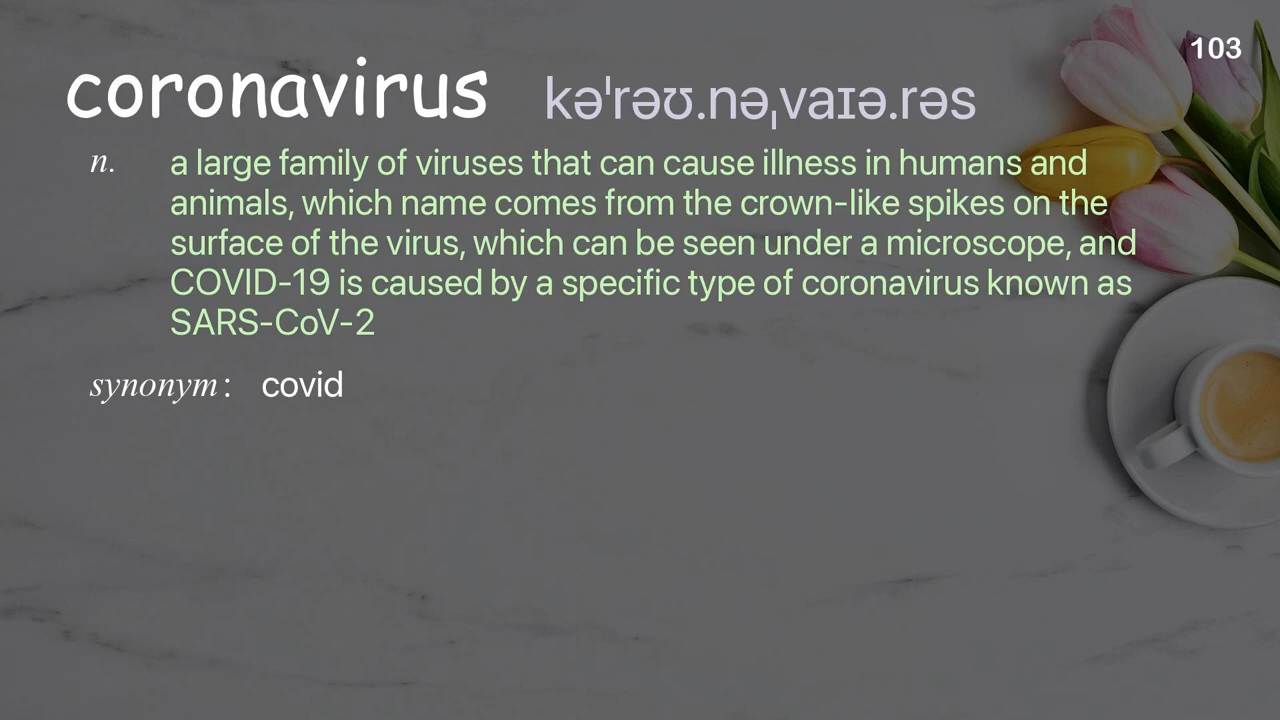 103
coronavirus kəˈrəʊ.nəˌvaɪə.rəs
n. a large family of viruses that can cause illness in humans and
animals, which name comes from the crown-like spikes on the
surface of the virus, which can be seen under a microscope, and
COVID-19 is caused by a specific type of coronavirus known as
SARS-CoV-2
synonym: covid